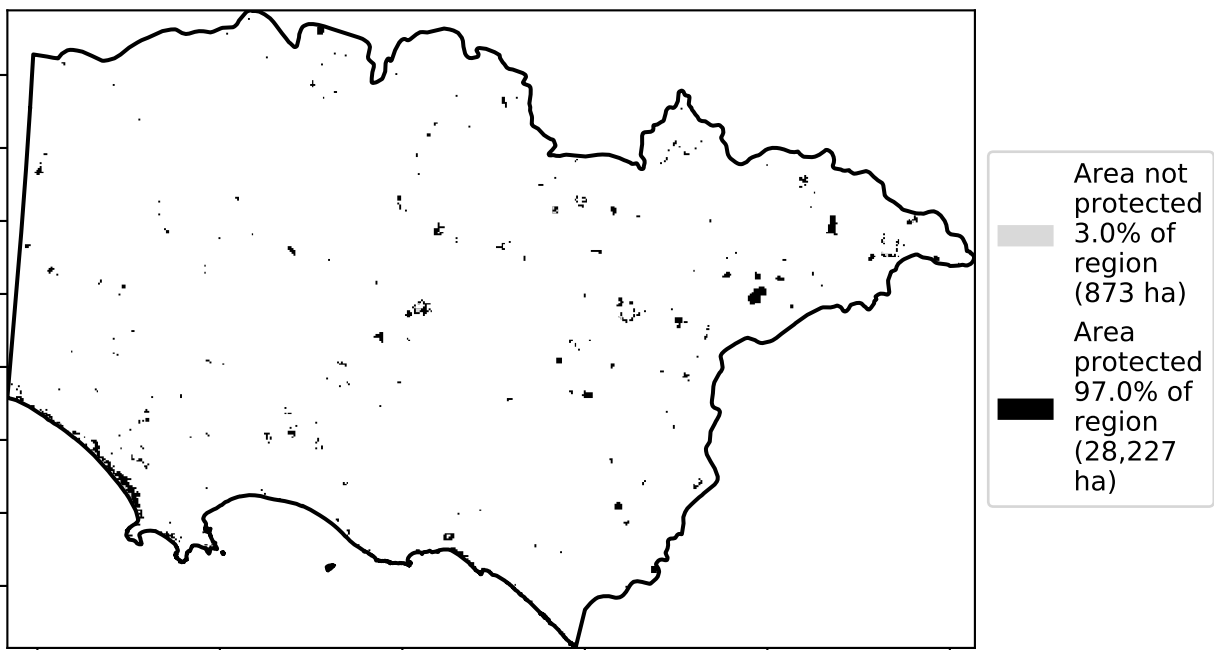 Area not
protected
3.0% of
region
(873 ha)
Area
protected
97.0% of
region
(28,227
ha)